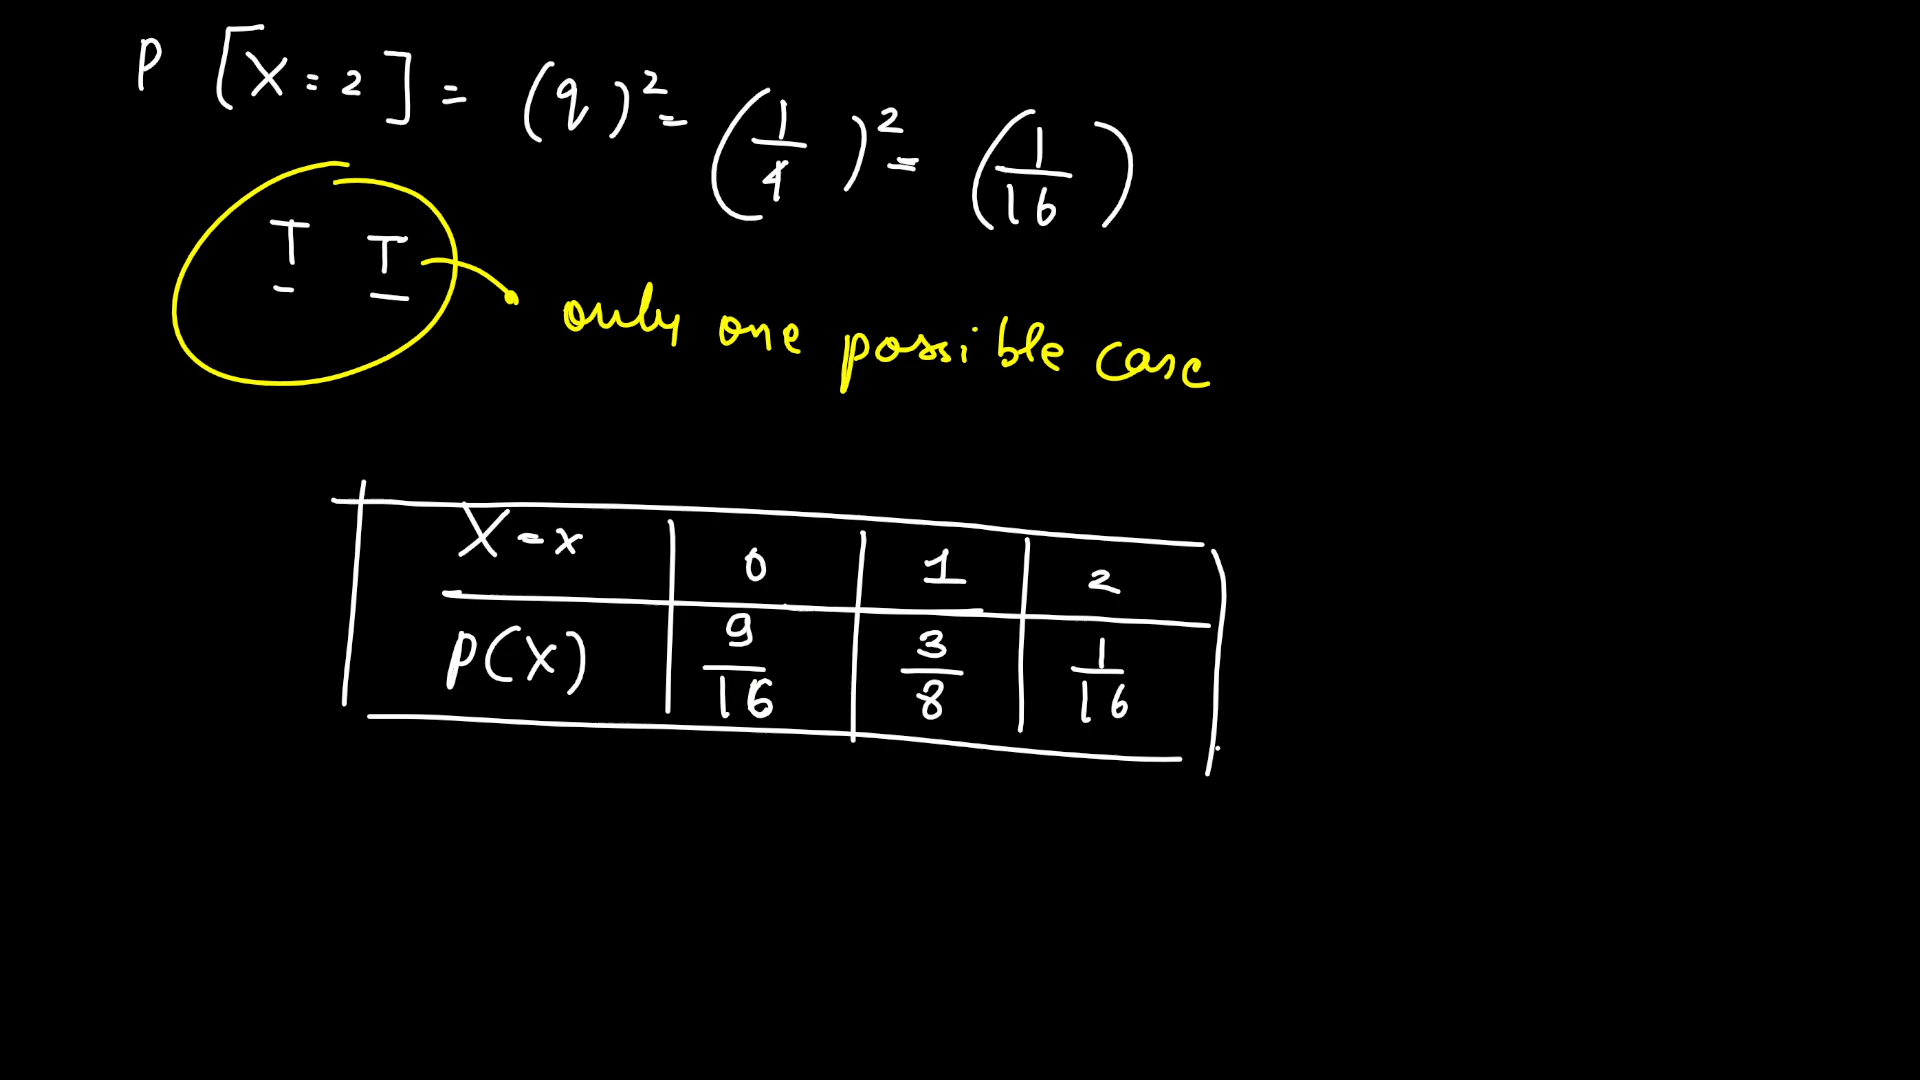 P [X = 2] = (q)² = (1/4)² = (1/16)
T T
only one possible case
X = x 0 1 2
P(X) 9/16 3/8 1/16